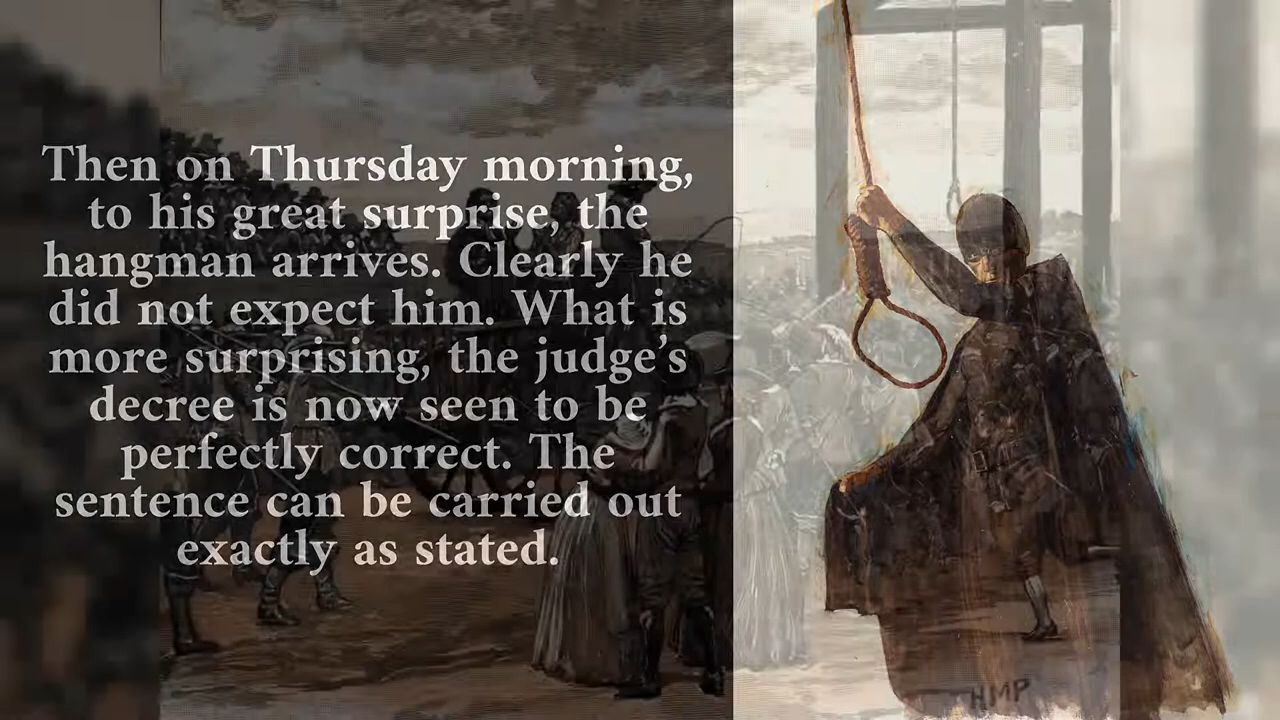 Then on Thursday morning,
to his great surprise, the
hangman arrives. Clearly he
did not expect him. What is
more surprising, the judge's
decree is now seen to be
perfectly correct. The
sentence can be carried out
exactly as stated.
HMP